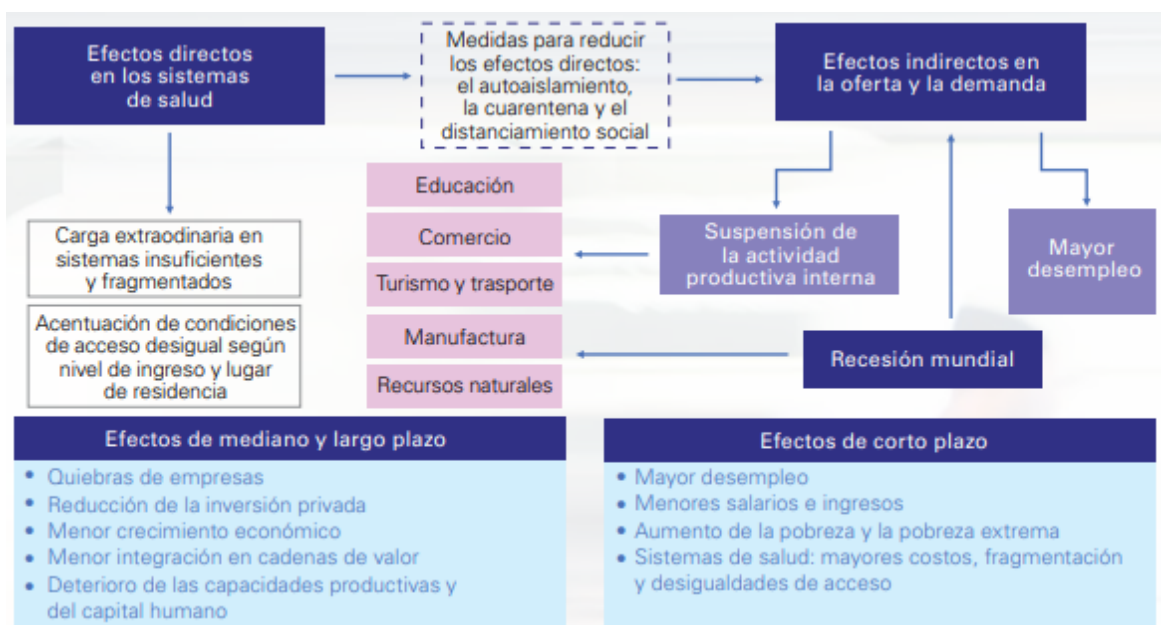 Efectos directos
en los sistemas
de salud
Medidas para reducir
los efectos directos:
el autoaislamiento,
la cuarentena y el
distanciamiento social
Efectos indirectos en
la oferta y la demanda
Carga extraodinaria en
sistemas insuficientes
y fragmentados
Acentuación de condiciones
de acceso desigual según
nivel de ingreso y lugar
de residencia
Educación
Comercio
Turismo y trasporte
Manufactura
Recursos naturales
Suspensión de
la actividad
productiva interna
Mayor
desempleo
Recesión mundial
Efectos de mediano y largo plazo
• Quiebras de empresas
• Reducción de la inversión privada
• Menor crecimiento económico
• Menor integración en cadenas de valor
• Deterioro de las capacidades productivas y
del capital humano
Efectos de corto plazo
• Mayor desempleo
• Menores salarios e ingresos
• Aumento de la pobreza y la pobreza extrema
• Sistemas de salud: mayores costos, fragmentación
y desigualdades de acceso